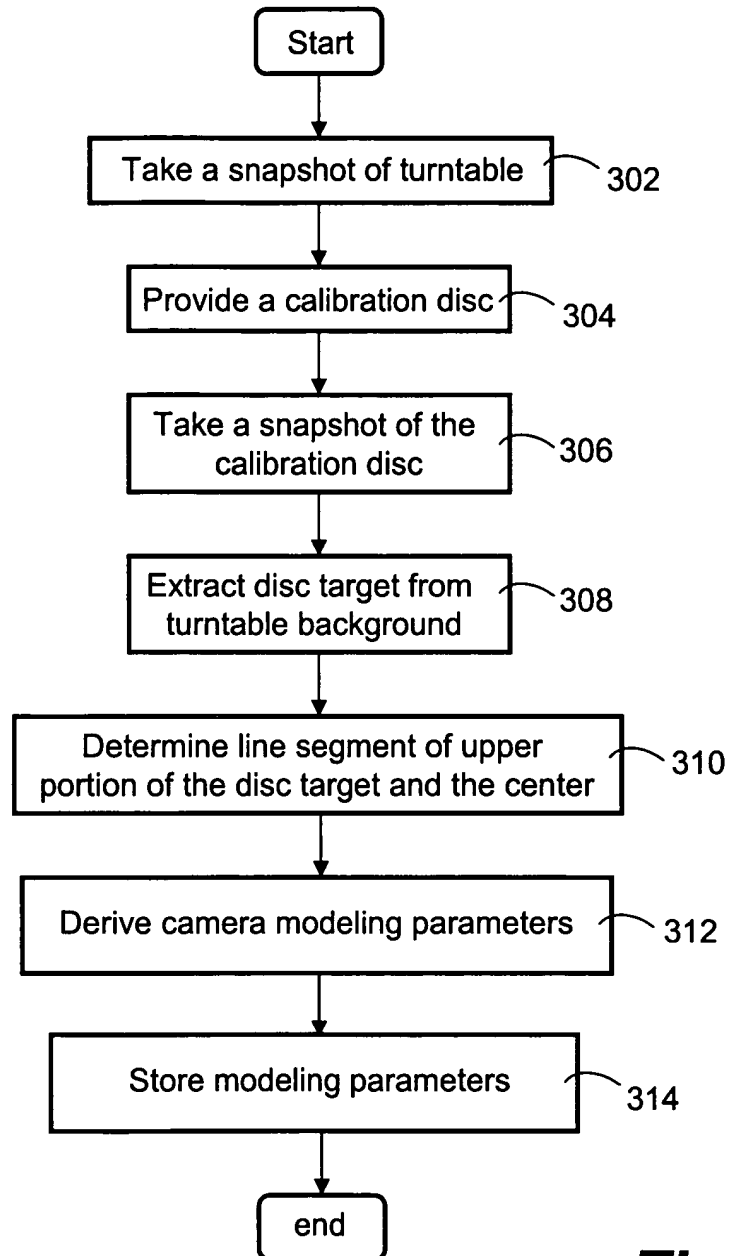 Start
Take a snapshot of turntable
302
Provide a calibration disc
304
Take a snapshot of the
calibration disc
306
Extract disc target from
turntable background
308
Determine line segment of upper
portion of the disc target and the center
310
Derive camera modeling parameters
312
Store modeling parameters
314
end